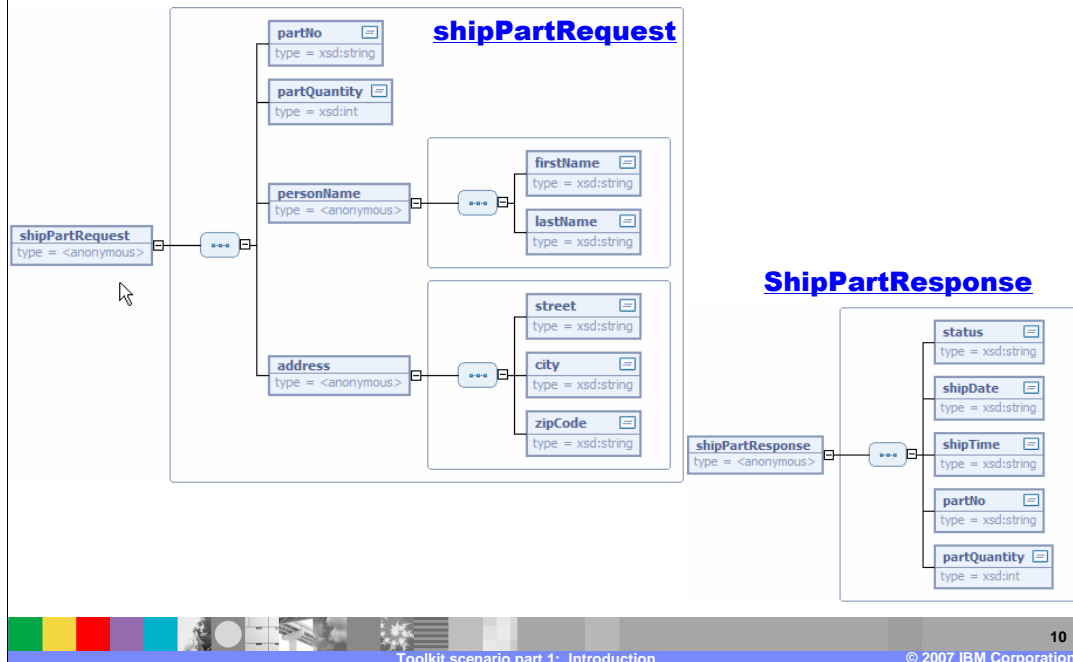 shipPartRequest
partNo
type = xsd:string
partQuantity
type = xsd:int
personName
type = <anonymous>
firstName
type = xsd:string
lastName
type = xsd:string
shipPartRequest
type = <anonymous>
address
type = <anonymous>
street
type = xsd:string
city
type = xsd:string
zipCode
type = xsd:string
ShipPartResponse
shipPartResponse
type = <anonymous>
status
type = xsd:string
shipDate
type = xsd:string
shipTime
type = xsd:string
partNo
type = xsd:string
partQuantity
type = xsd:int
10
Toolkit scenario part 1: Introduction
© 2007 IBM Corporation